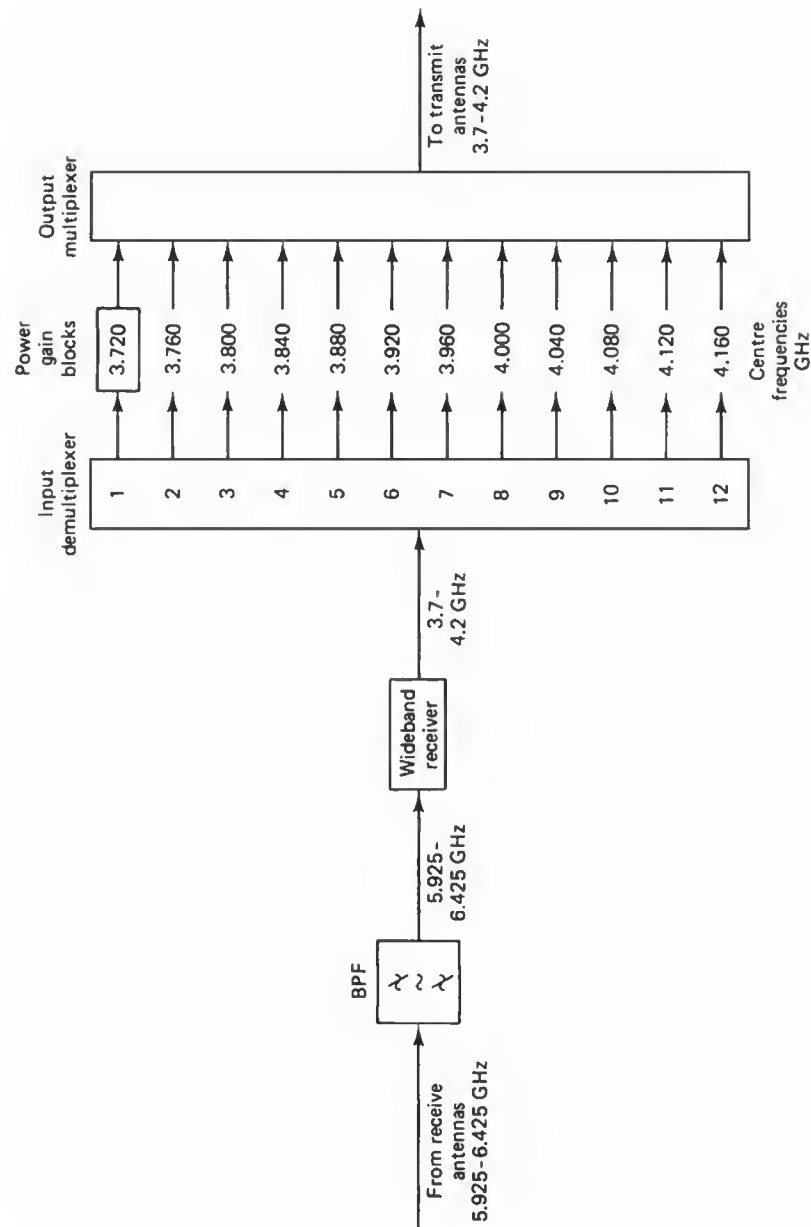 From receive
antennas
5.925-6.425 GHz
BPF
5.925-
6.425 GHz
Wideband
receiver
3.7-
4.2 GHz
Input
demultiplexer
1
2
3
4
5
6
7
8
9
10
11
12
Power
gain
blocks
3.720
3.760
3.800
3.840
3.880
3.920
3.960
4.000
4.040
4.080
4.120
4.160
Centre
frequencies
GHz
Output
multiplexer
To transmit
antennas
3.7-4.2 GHz